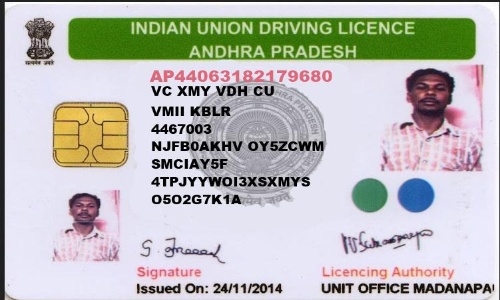 INDIAN UNION DRIVING LICENCE
ANDHRA PRADESH
AP44063182179680
VC XMY VDH CU
VMII KBLR
4467003
NJFB0AKHV OY5ZCWM
SMCIAY5F
4TPJYYWOI3XSXMYS
O5O2G7K1A
Signature
Licencing Authority
Issued On: 24/11/2014
UNIT OFFICE MADANAPA